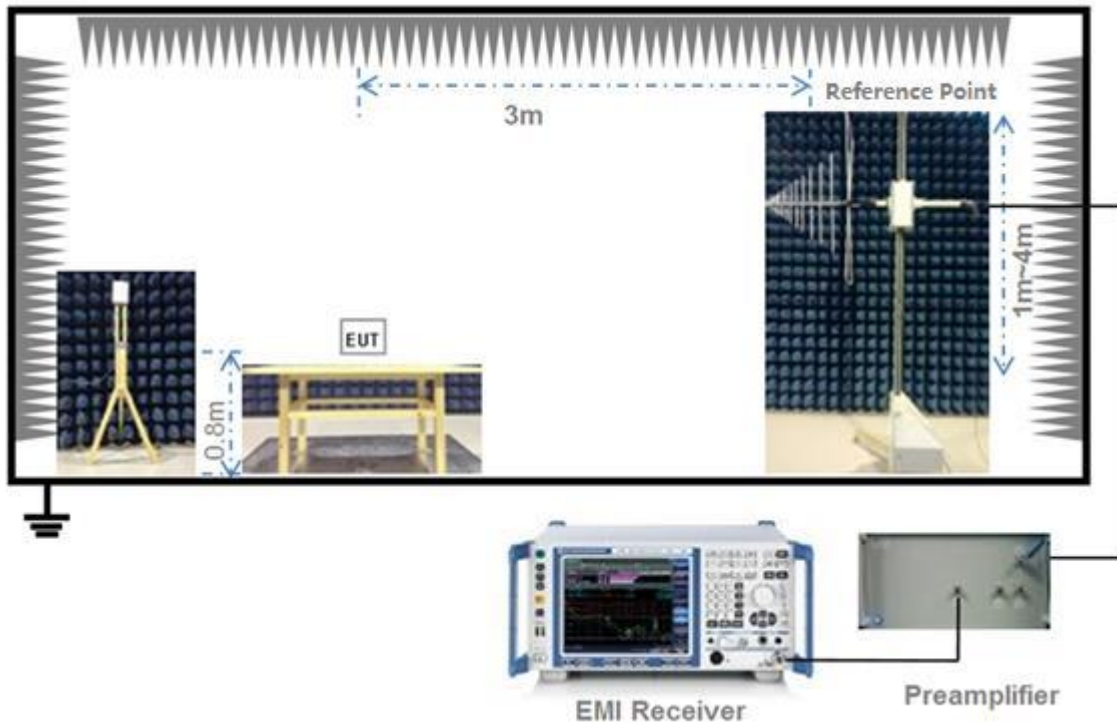 Reference Point
3m
1m~4m
EUT
0.8m
EMI Receiver
Preamplifier